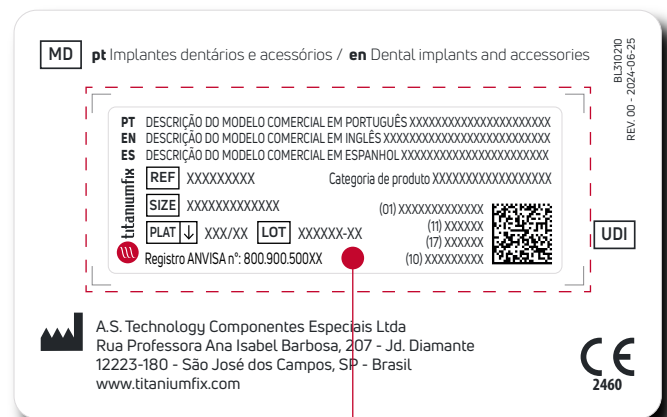 MD pt Implantes dentários e acessórios / en Dental implants and accessories
BL310210
REV. 00 - 2024-06-25
PT DESCRIÇÃO DO MODELO COMERCIAL EM PORTUGUÊS XXXXXXXXXXXXXXXXXXXXXX
EN DESCRIÇÃO DO MODELO COMERCIAL EM INGLÊS XXXXXXXXXXXXXXXXXXXXXXXXXX
ES DESCRIÇÃO DO MODELO COMERCIAL EM ESPANHOL XXXXXXXXXXXXXXXXXXXXXXX
titaniumfix
REF XXXXXXXXX
Categoria de produto XXXXXXXXXXXXXXXXXX
SIZE XXXXXXXXXXXXX
PLAT XXX/XX LOT XXXXXX-XX
Registro ANVISA nº: 800.900.500XX
(01) XXXXXXXXXXXXXX
(11) XXXXXX
(17) XXXXXX
(10) XXXXXXXXX
UDI
A.S. Technology Componentes Especiais Ltda
Rua Professora Ana Isabel Barbosa, 207 - Jd. Diamante
12223-180 - São José dos Campos, SP - Brasil
www.titaniumfix.com
CE
2460